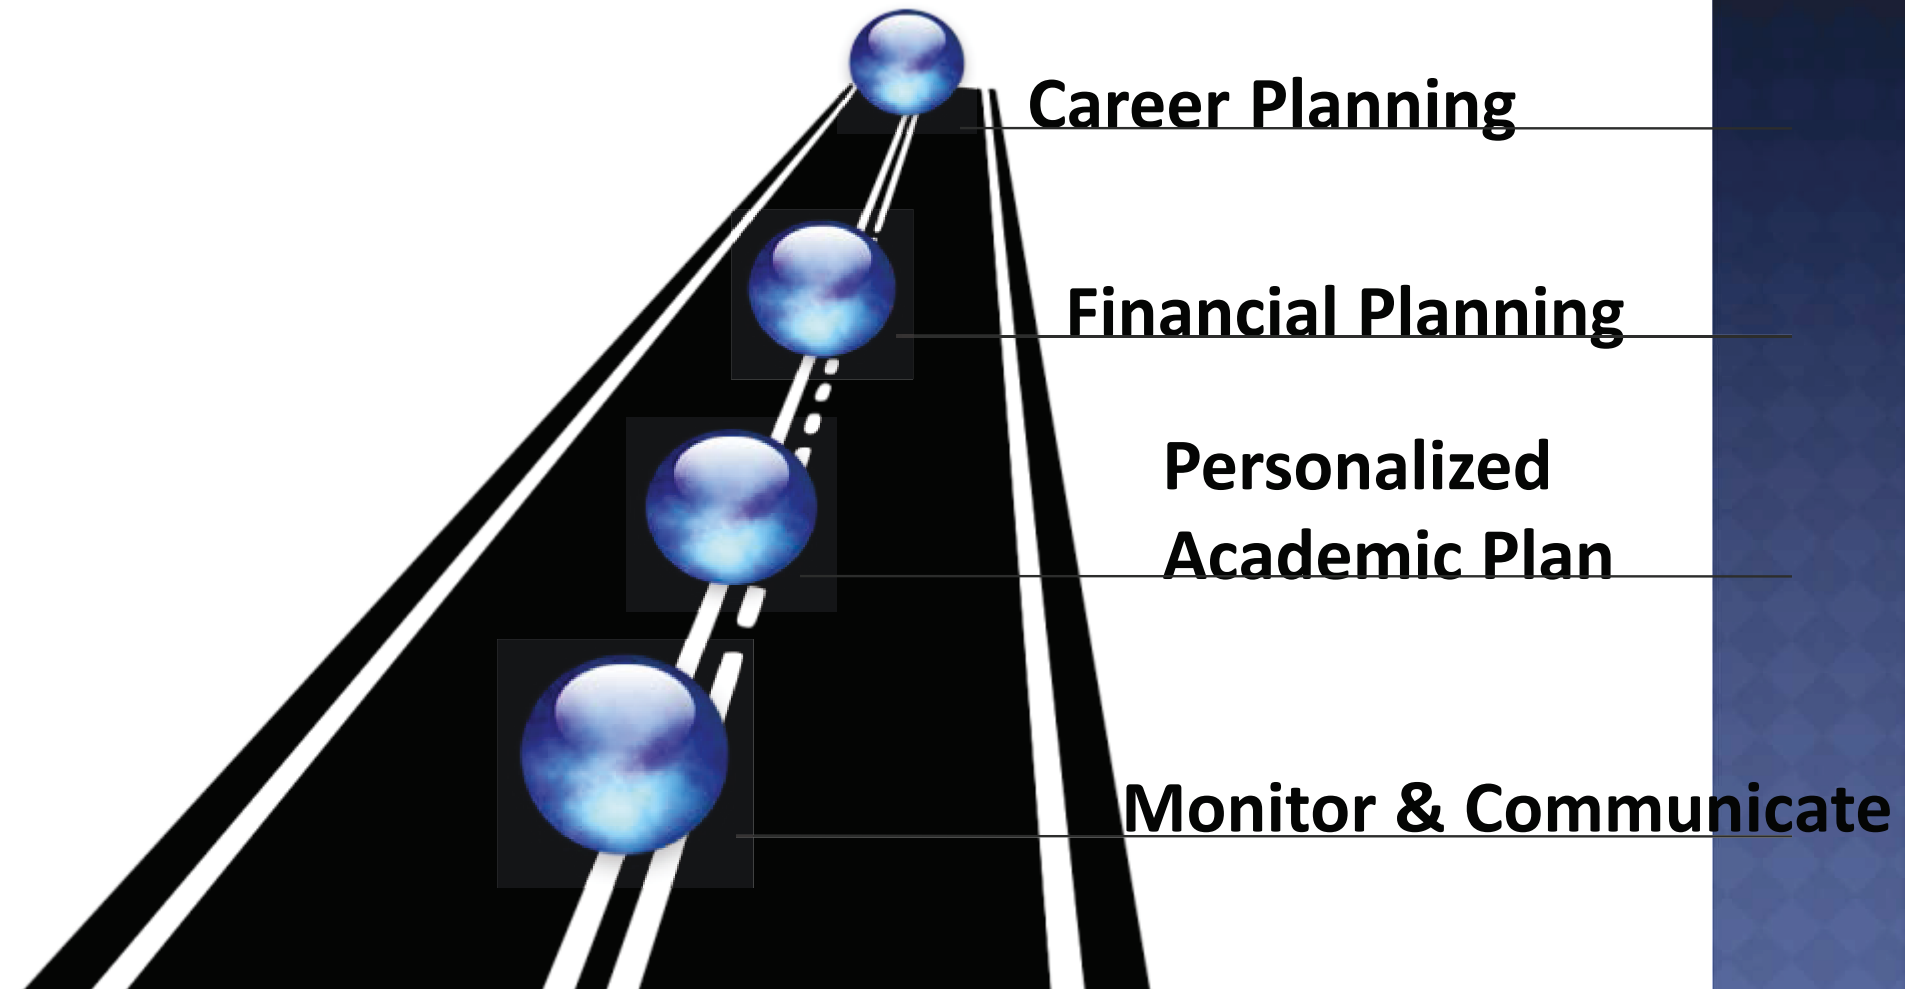 Career Planning
Financial Planning
Personalized
Academic Plan
Monitor & Communicate